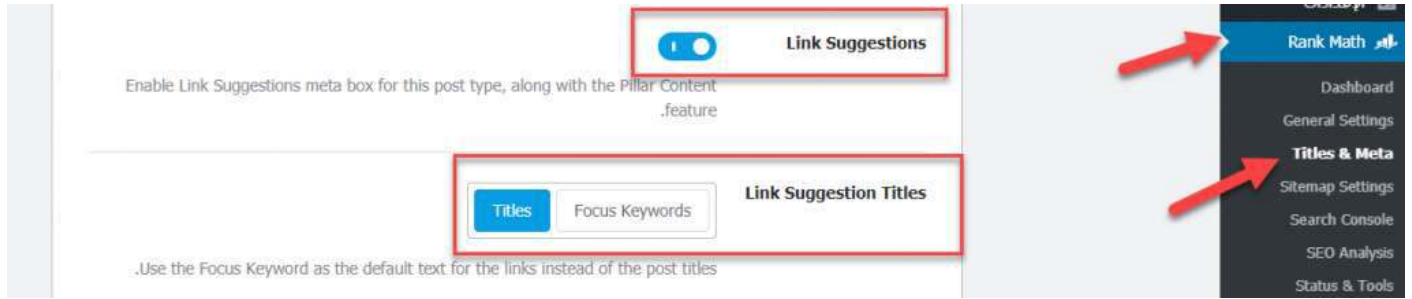 Rank Math
Dashboard
General Settings
Titles & Meta
Sitemap Settings
Search Console
SEO Analysis
Status & Tools
Link Suggestions
Enable Link Suggestions meta box for this post type, along with the Pillar Content
.feature
Link Suggestion Titles
Titles
Focus Keywords
.Use the Focus Keyword as the default text for the links instead of the post titles